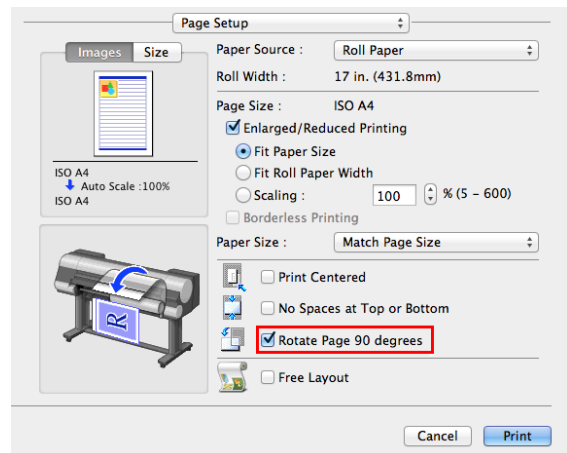 Page Setup
Images Size
Paper Source : Roll Paper
Roll Width : 17 in. (431.8mm)
Page Size : ISO A4
Enlarged/Reduced Printing
Fit Paper Size
Fit Roll Paper Width
Scaling : 100 % (5 - 600)
Borderless Printing
ISO A4
Auto Scale :100%
ISO A4
Paper Size : Match Page Size
Print Centered
No Spaces at Top or Bottom
Rotate Page 90 degrees
Free Layout
R
Cancel Print